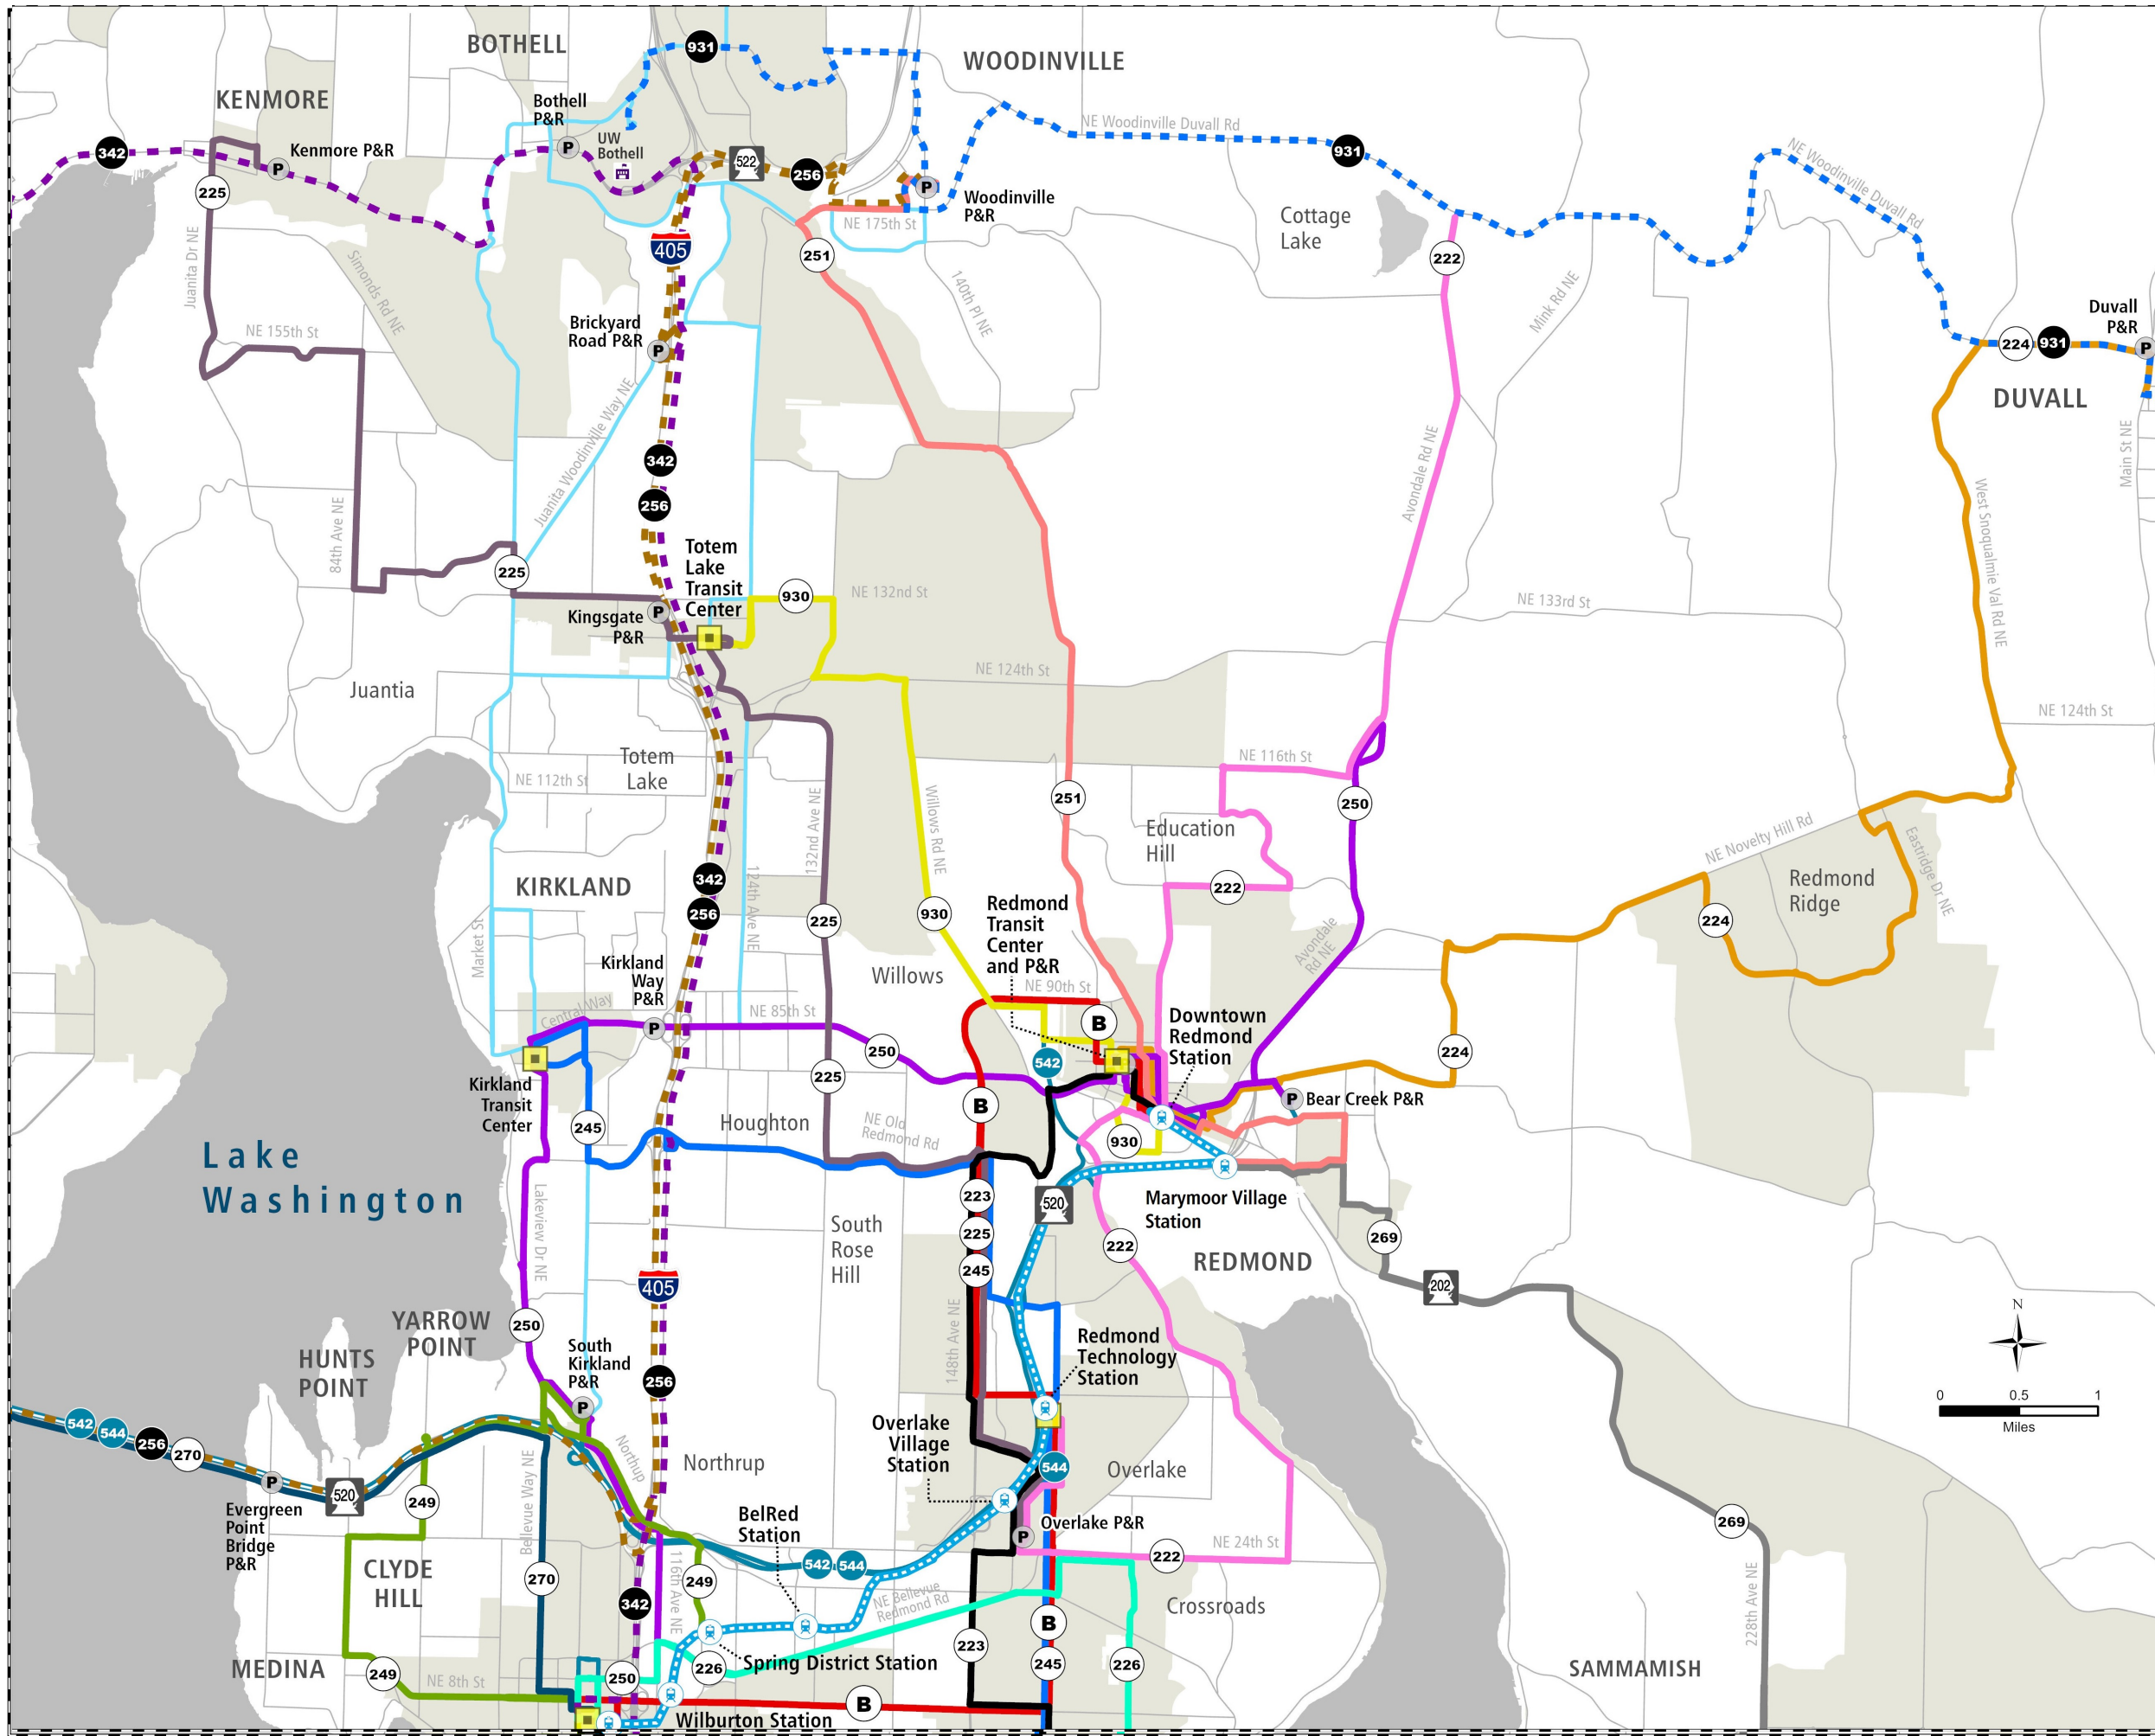 BOTHELL
931
WOODINVILLE
KENMORE
Bothell
P&R
P
UW
Bothell
522
256
NE Woodinville Duvall Rd
931
NE Woodinville Duvall Rd
342
Kenmore P&R
P
225
P
Woodinville
P&R
NE 175th St
Cottage
Lake
405
251
222
Juanita Dr NE
Simonds Rd NE
140th Pl NE
Mink Rd NE
NE 155th St
Brickyard
Road P&R
P
Duvall
P&R
224
931
P
DUVALL
Juanita Woodinville Way NE
Avondale Rd NE
Main St NE
342
256
West Snoqualmie Val Rd NE
84th Ave NE
225
Totem
Lake
Transit
Center
930
NE 132nd St
NE 133rd St
Kingsgate
P&R
P
NE 124th St
Juantia
NE 124th St
Totem
Lake
NE 112th St
NE 116th St
132nd Ave NE
Willows Rd NE
251
250
Education
Hill
NE Novelty Hill Rd
Eastridge Dr NE
KIRKLAND
342
256
124th Ave NE
225
930
222
Redmond
Ridge
224
Redmond
Transit
Center
and P&R
Market St
Avondale
Rd NE
Kirkland
Way
P&R
P
Willows
NE 90th St
Central Way
NE 85th St
B
Downtown
Redmond
Station
250
542
224
Kirkland
Transit
Center
225
B
P
Bear Creek P&R
245
Houghton
NE Old
Redmond Rd
930
Lake
Washington
Lakeview Dr NE
223
520
Marymoor Village
Station
South
Rose
Hill
225
222
269
REDMOND
245
405
202
N
YARROW
POINT
250
148th Ave NE
HUNTS
POINT
South
Kirkland
P&R
P
Redmond
Technology
Station
256
0
0.5
1
Miles
542
544
256
270
Overlake
Village
Station
Northup
Northrup
544
Overlake
P
520
249
Bellevue Way NE
Evergreen
Point
Bridge
P&R
BelRed
Station
P
Overlake P&R
269
NE 24th St
222
CLYDE
HILL
270
116th Ave NE
249
542
544
NE Bellevue
Redmond Rd
Crossroads
342
B
228th Ave NE
223
MEDINA
249
NE 8th St
250
226
Spring District Station
245
226
SAMMAMISH
B
Wilburton Station